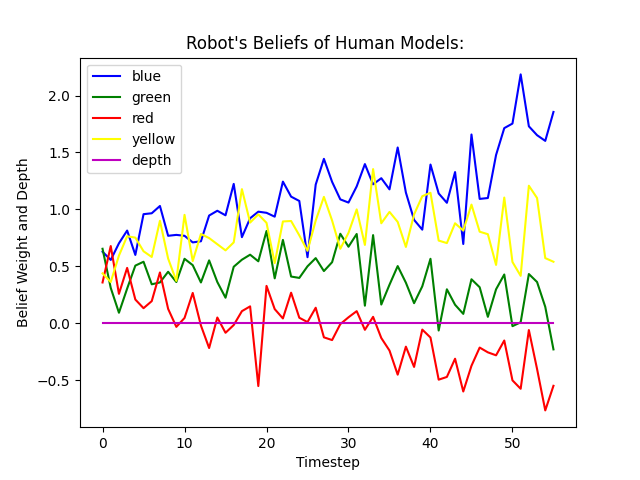 Robot's Beliefs of Human Models:
blue
green
red
yellow
depth
Belief Weight and Depth
2.0
1.5
1.0
0.5
0.0
−0.5
0 10 20 30 40 50
Timestep